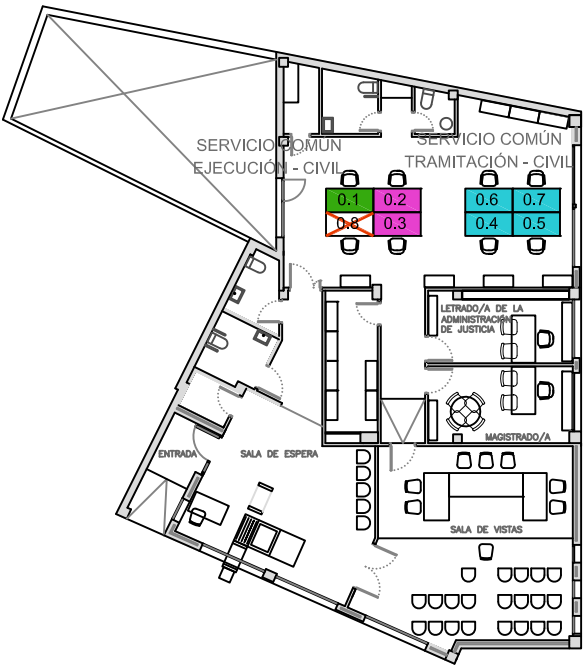 SERVICIO COMÚN
EJECUCIÓN - CIVIL
SERVICIO COMÚN
TRAMITACIÓN - CIVIL
0.1 0.2
0.8 0.3
0.6 0.7
0.4 0.5
LETRADO/A DE LA
ADMINISTRACIÓN
DE JUSTICIA
MAGISTRADO/A
ENTRADA
SALA DE ESPERA
SALA DE VISTAS